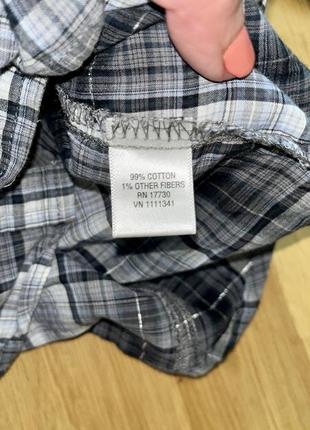 99% COTTON
1% OTHER FIBERS
RN 17730
VN 1111341